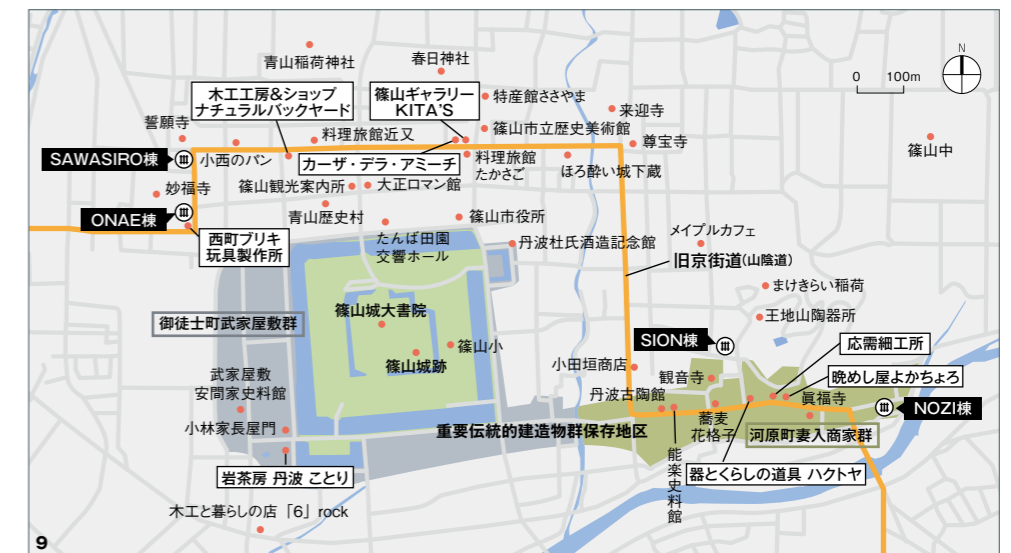 青山稲荷神社
春日神社
N
0 100m
木工工房&ショップ
ナチュラルバックヤード
篠山ギャラリー
KITA'S
特産館ささやま
来迎寺
誓願寺
料理旅館近又
篠山市立歴史美術館
尊宝寺
篠山中
SAWASIRO棟
小西のパン
カーザ・デラ・アミーチ
料理旅館
たかさご
ほろ酔い城下蔵
妙福寺
篠山観光案内所
大正ロマン館
ONAE棟
青山歴史村
篠山市役所
西町ブリキ
玩具製作所
たんば田園
交響ホール
丹波杜氏酒造記念館
メイプルカフェ
旧京街道(山陰道)
まけきらい稲荷
篠山城大書院
王地山陶器所
御徒士町武家屋敷群
SION棟
応需細工所
篠山小
篠山城跡
小田垣商店
観音寺
晩めし屋よかちょろ
武家屋敷
安間家史料館
丹波古陶館
眞福寺
NOZI棟
小林家長屋門
重要伝統的建造物群保存地区
蕎麦
花格子
河原町妻入商家群
能楽史料館
岩茶房 丹波 ことり
器とくらしの道具 ハクトヤ
木工と暮らしの店「6」rock
9